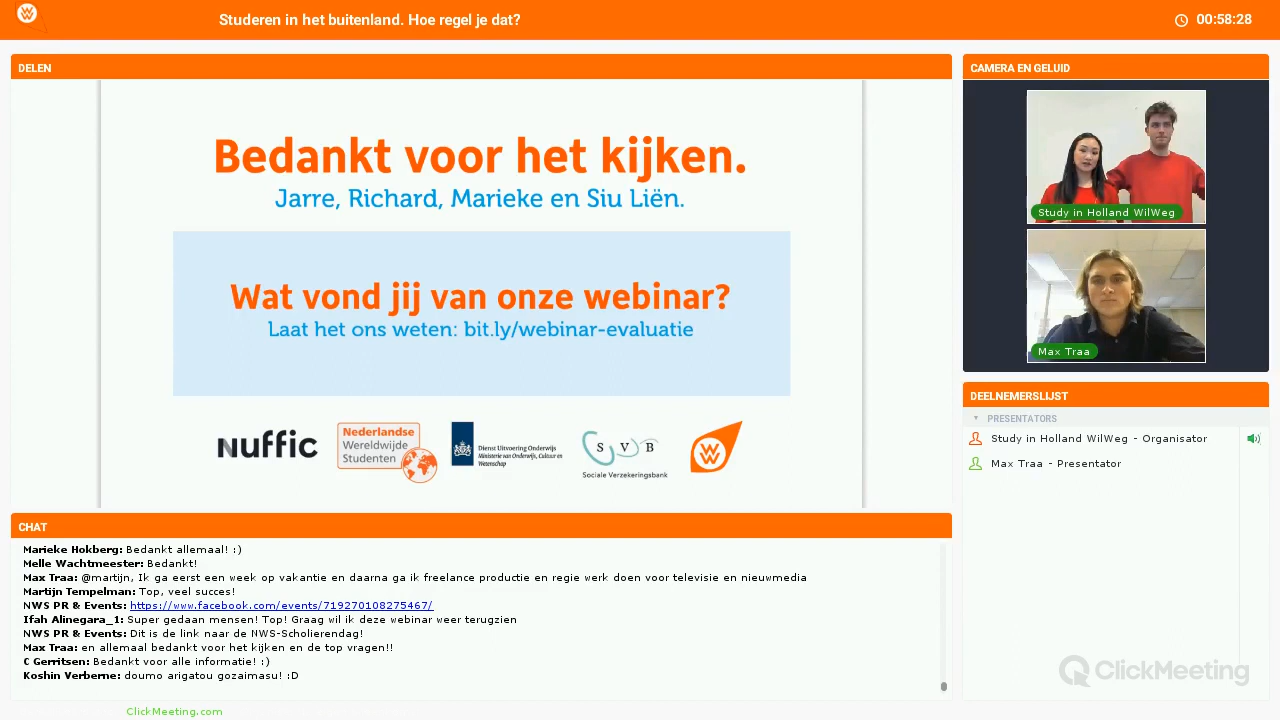 Studeren in het buitenland. Hoe regel je dat?
00:58:28
DELEN
Bedankt voor het kijken.
Jarre, Richard, Marieke en Siu Liën.
Wat vond jij van onze webinar?
Laat het ons weten: bit.ly/webinar-evaluatie
nuffic
Nederlandse
Wereldwijde
Studenten
Dienst Uitvoering Onderwijs
Ministerie van Onderwijs, Cultuur en
Wetenschap
S V B
Sociale Verzekeringsbank
W
CAMERA EN GELUID
Study in Holland WilWeg
Max Traa
DEELNEMERSLIJST
PRESENTATORS
Study in Holland WilWeg - Organisator
Max Traa - Presentator
CHAT
Marieke Hokberg: Bedankt allemaal! :)
Melle Wachtmeester: Bedankt!
Max Traa: @martijn, Ik ga eerst een week op vakantie en daarna ga ik freelance productie en regie werk doen voor televisie en nieuwmedia
Martijn Tempelman: Top, veel succes!
NWS PR & Events: https://www.facebook.com/events/719270108275467/
Ifah Alinegara_1: Super gedaan mensen! Top! Graag wil ik deze webinar weer terugzien
NWS PR & Events: Dit is de link naar de NWS-Scholierendag!
Max Traa: en allemaal bedankt voor het kijken en de top vragen!!
C Gerritsen: Bedankt voor alle informatie! :)
Koshin Verberne: doumo arigatou gozaimasu! :D
ClickMeeting
ClickMeeting.com